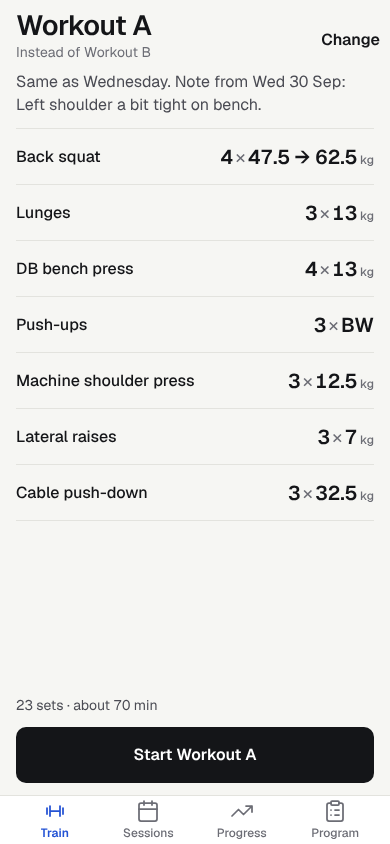 Workout A
Instead of Workout B
Change
Same as Wednesday. Note from Wed 30 Sep:
Left shoulder a bit tight on bench.
Back squat 4×47.5 → 62.5 kg
Lunges 3×13 kg
DB bench press 4×13 kg
Push-ups 3×BW
Machine shoulder press 3×12.5 kg
Lateral raises 3×7 kg
Cable push-down 3×32.5 kg
23 sets · about 70 min
Start Workout A
Train Sessions Progress Program